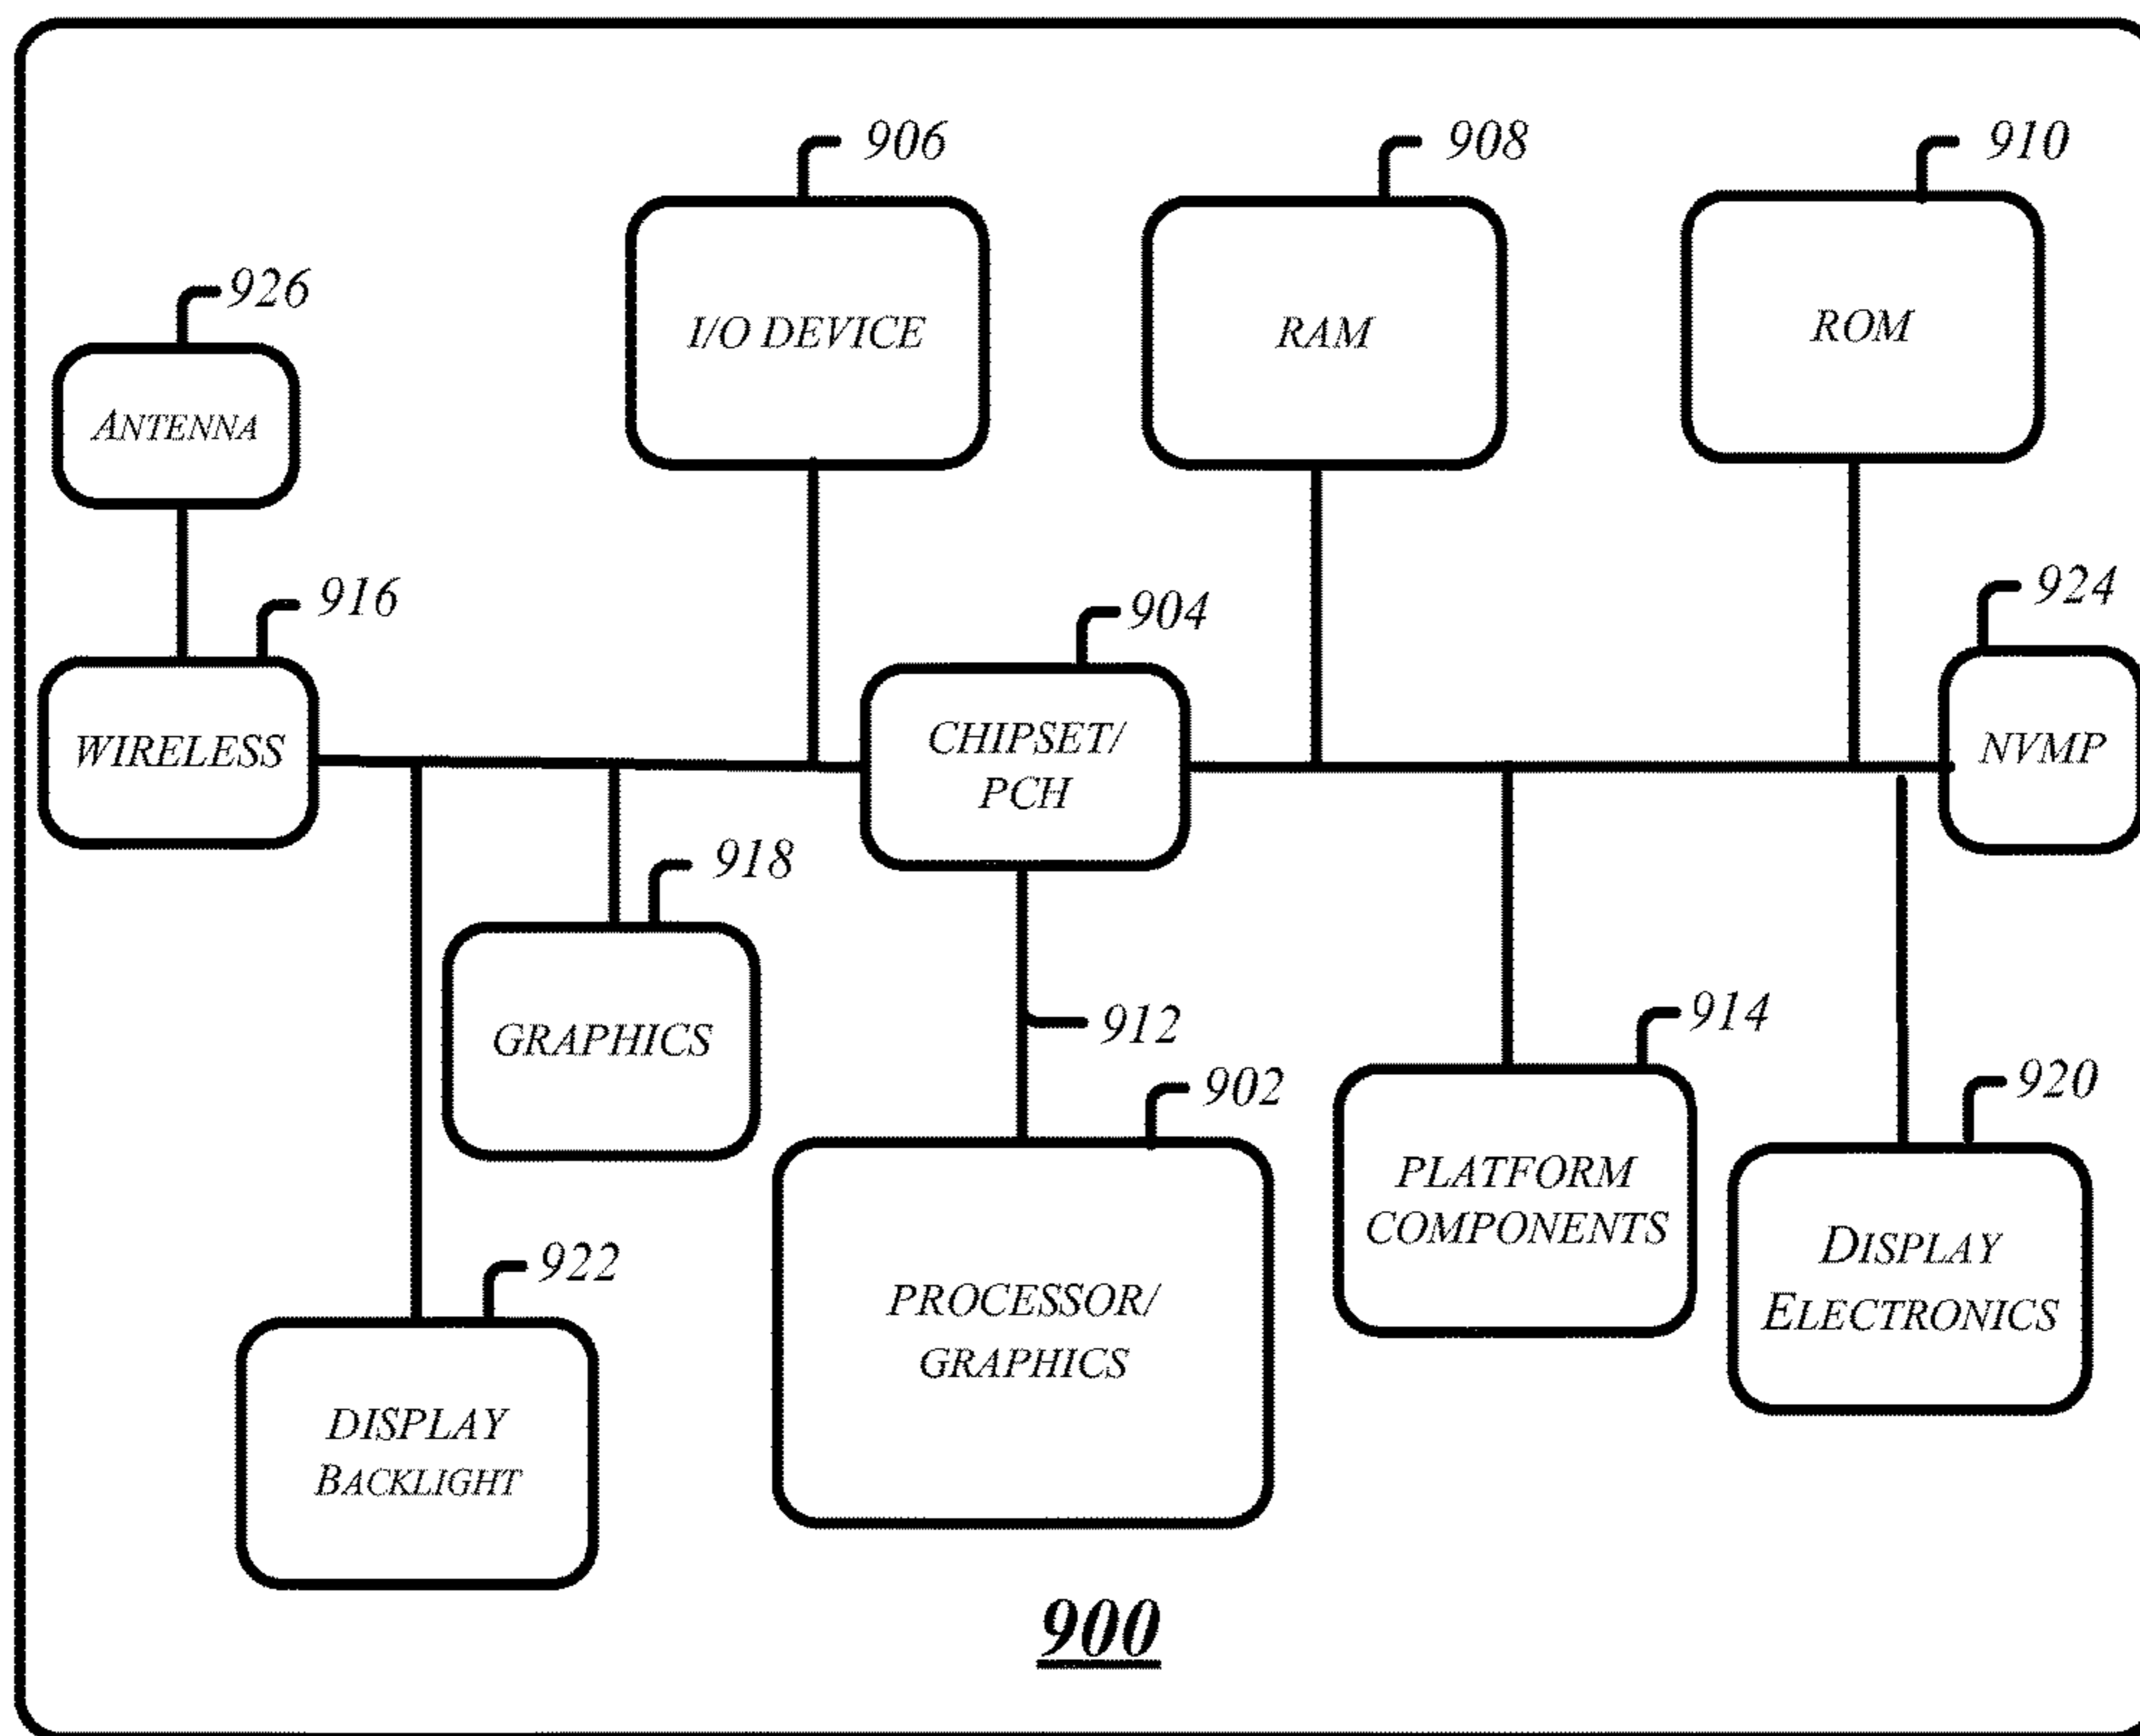 906
908
910
926
I/O DEVICE
RAM
ROM
ANTENNA
916
904
924
WIRELESS
CHIPSET/
PCH
NVMP
918
GRAPHICS
912
914
902
920
PLATFORM
COMPONENTS
DISPLAY
ELECTRONICS
922
PROCESSOR/
GRAPHICS
DISPLAY
BACKLIGHT
900